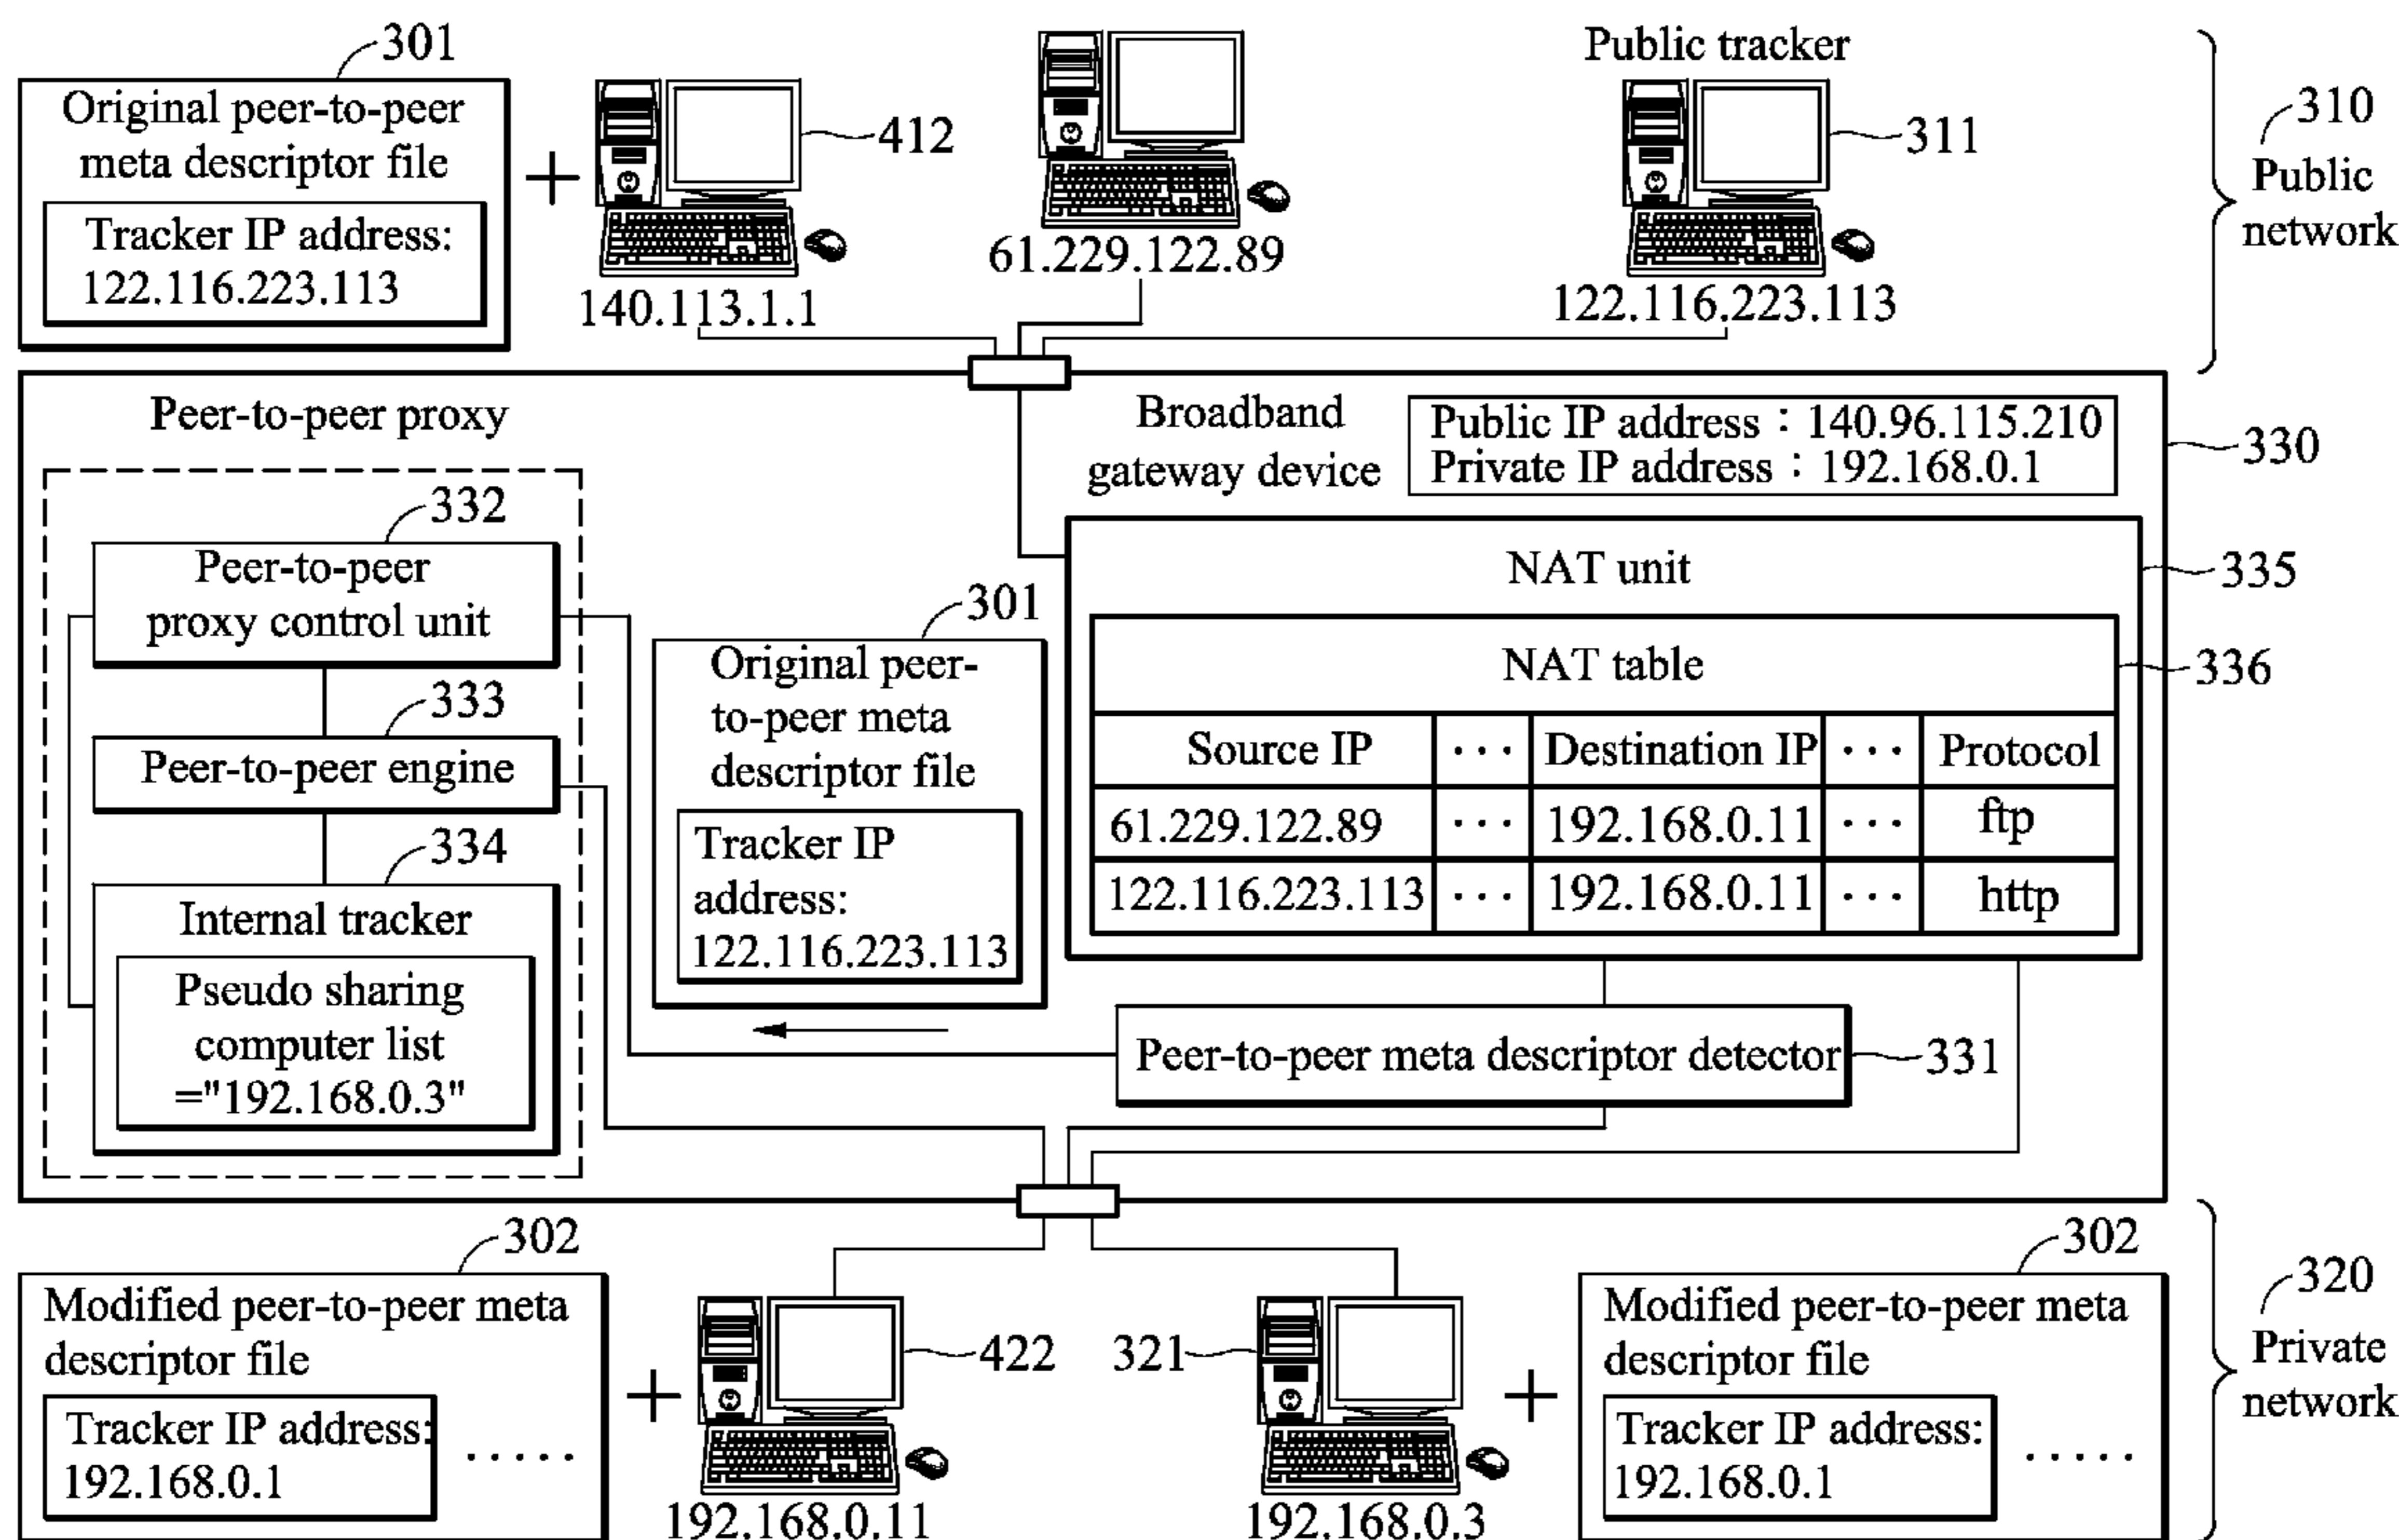 301
Original peer-to-peer
meta descriptor file
Tracker IP address:
122.116.223.113
+
412
140.113.1.1
61.229.122.89
Public tracker
311
122.116.223.113
310
Public
network
Peer-to-peer proxy
Broadband
gateway device
Public IP address：140.96.115.210
Private IP address：192.168.0.1
330
332
Peer-to-peer
proxy control unit
333
Peer-to-peer engine
334
Internal tracker
Pseudo sharing
computer list
="192.168.0.3"
301
Original peer-
to-peer meta
descriptor file
Tracker IP
address:
122.116.223.113
NAT unit
335
NAT table
336
Source IP ··· Destination IP ··· Protocol
61.229.122.89 ··· 192.168.0.11 ··· ftp
122.116.223.113 ··· 192.168.0.11 ··· http
Peer-to-peer meta descriptor detector
331
302
Modified peer-to-peer meta
descriptor file
Tracker IP address:
192.168.0.1
·····
+
422
192.168.0.11
321
192.168.0.3
+
302
Modified peer-to-peer meta
descriptor file
Tracker IP address:
192.168.0.1
·····
320
Private
network